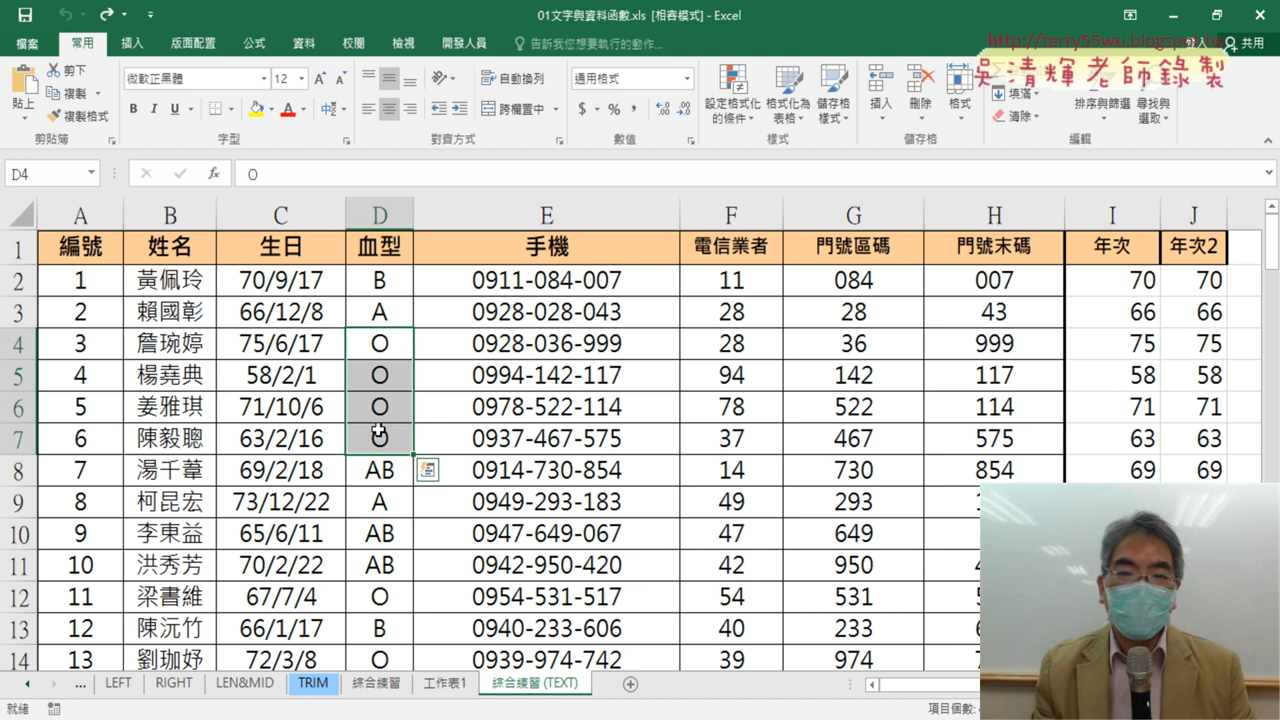 01文字與資料函數.xls [相容模式] - Excel
檔案 常用 插入 版面配置 公式 資料 校閱 檢視 開發人員 告訴我您想要執行的動作... 登入 共用
http://terry55wu.blogspot.tw
吳清輝老師錄製
貼上 剪下 複製 複製格式 剪貼簿
微軟正黑體 12 B I U A 中 字型
自動換列 跨欄置中 對齊方式
通用格式 $ % , 數值
設定格式化的條件 格式化為表格 儲存格樣式 樣式
插入 刪除 格式 儲存格
填滿 清除 排序與篩選 尋找與選取 編輯
D4 fx O
A B C D E F G H I J
1 編號 姓名 生日 血型 手機 電信業者 門號區碼 門號末碼 年次 年次2
2 1 黃佩玲 70/9/17 B 0911-084-007 11 084 007 70 70
3 2 賴國彰 66/12/8 A 0928-028-043 28 28 43 66 66
4 3 詹琬婷 75/6/17 O 0928-036-999 28 36 999 75 75
5 4 楊堯典 58/2/1 O 0994-142-117 94 142 117 58 58
6 5 姜雅琪 71/10/6 O 0978-522-114 78 522 114 71 71
7 6 陳毅聰 63/2/16 O 0937-467-575 37 467 575 63 63
8 7 湯千葦 69/2/18 AB 0914-730-854 14 730 854 69 69
9 8 柯昆宏 73/12/22 A 0949-293-183 49 293
10 9 李東益 65/6/11 AB 0947-649-067 47 649
11 10 洪秀芳 70/2/22 AB 0942-950-420 42 950
12 11 梁書維 67/7/4 O 0954-531-517 54 531
13 12 陳沅竹 66/1/17 B 0940-233-606 40 233
14 13 劉珈妤 72/3/8 O 0939-974-742 39 974
... LEFT RIGHT LEN&MID TRIM 綜合練習 工作表1 綜合練習 (TEXT)
就緒 項目個數: